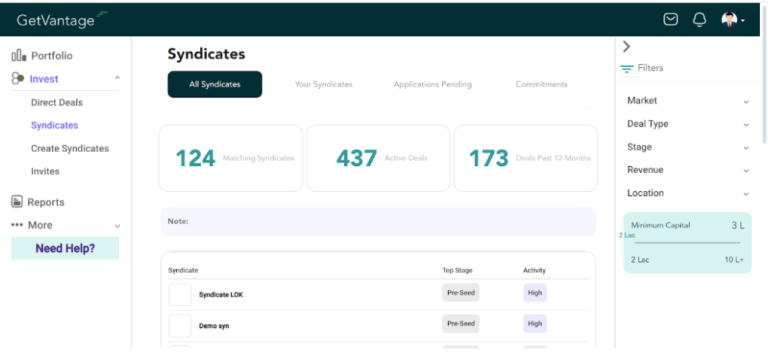 GetVantage
Portfolio
Invest
Direct Deals
Syndicates
Create Syndicates
Invites
Reports
More
Need Help?
Syndicates
All Syndicates
Your Syndicates
Applications Pending
Commitments
124 Matching Syndicates
437 Active Deals
173 Deals Past 12 Months
Note:
Syndicate Top Stage Activity
Syndicate LOK Pre-Seed High
Demo syn Pre-Seed High
Filters
Market
Deal Type
Stage
Revenue
Location
Minimum Capital 3 L
2 Lac
2 Lac 10 L+